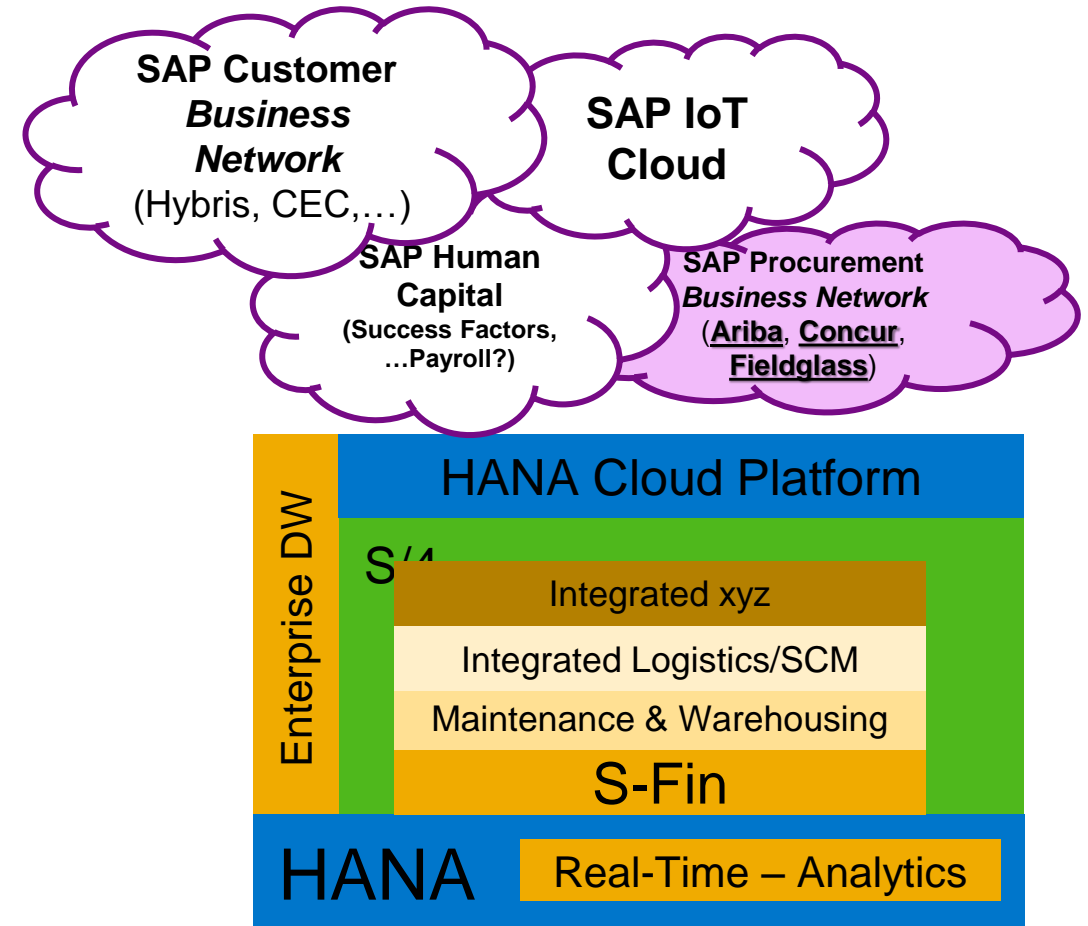 SAP Customer
Business
Network
(Hybris, CEC,…)
SAP IoT
Cloud
SAP Human
Capital
(Success Factors,
…Payroll?)
SAP Procurement
Business Network
(Ariba, Concur,
Fieldglass)
HANA Cloud Platform
Enterprise DW
S/4
Integrated xyz
Integrated Logistics/SCM
Maintenance & Warehousing
S-Fin
HANA
Real-Time – Analytics